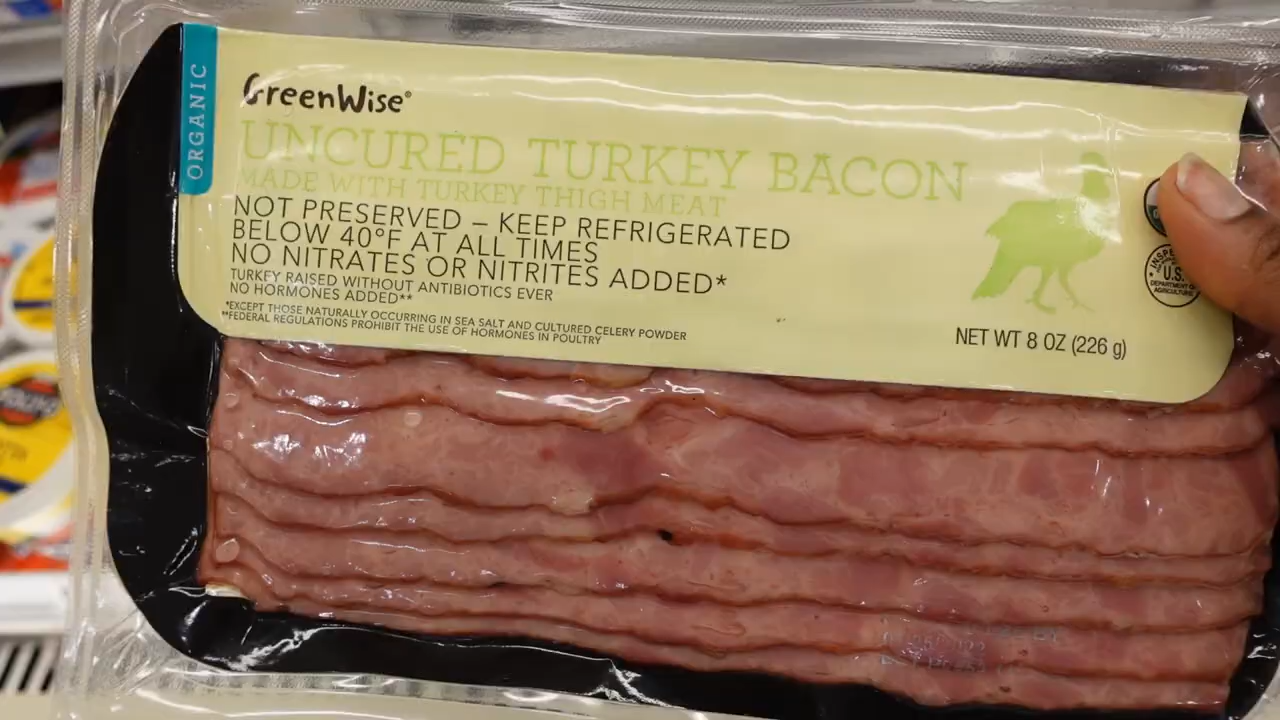 ORGANIC
GreenWise®
UNCURED TURKEY BACON
MADE WITH TURKEY THIGH MEAT
NOT PRESERVED – KEEP REFRIGERATED
BELOW 40°F AT ALL TIMES
NO NITRATES OR NITRITES ADDED*
TURKEY RAISED WITHOUT ANTIBIOTICS EVER
NO HORMONES ADDED**
*EXCEPT THOSE NATURALLY OCCURRING IN SEA SALT AND CULTURED CELERY POWDER
**FEDERAL REGULATIONS PROHIBIT THE USE OF HORMONES IN POULTRY
U.S.
DEPARTMENT OF
AGRICULTURE
NET WT 8 OZ (226 g)